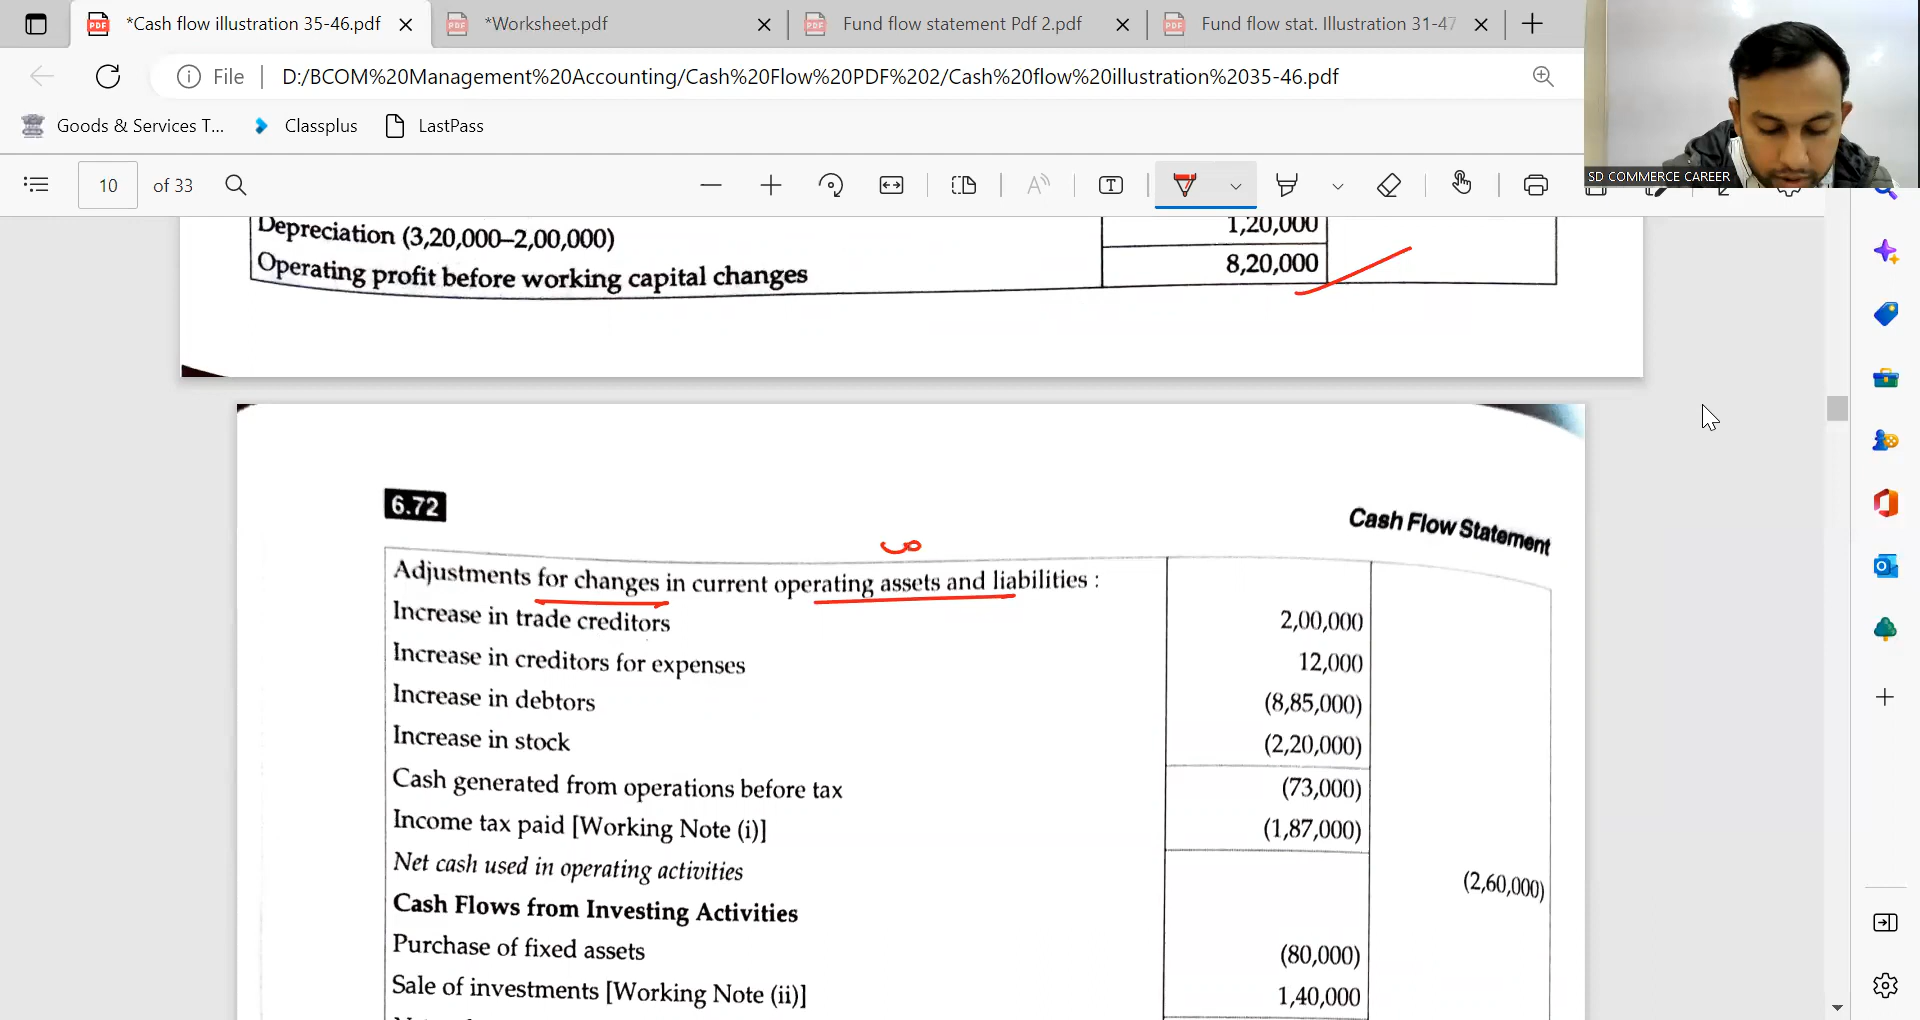 *Cash flow illustration 35-46.pdf
*Worksheet.pdf
Fund flow statement Pdf 2.pdf
Fund flow stat. Illustration 31-47
File
D:/BCOM%20Management%20Accounting/Cash%20Flow%20PDF%202/Cash%20flow%20illustration%2035-46.pdf
Goods & Services T...
Classplus
LastPass
10 of 33
SD COMMERCE CAREER
Depreciation (3,20,000–2,00,000) 1,20,000
Operating profit before working capital changes 8,20,000
6.72
Cash Flow Statement
Adjustments for changes in current operating assets and liabilities :
Increase in trade creditors 2,00,000
Increase in creditors for expenses 12,000
Increase in debtors (8,85,000)
Increase in stock (2,20,000)
Cash generated from operations before tax (73,000)
Income tax paid [Working Note (i)] (1,87,000)
Net cash used in operating activities (2,60,000)
Cash Flows from Investing Activities
Purchase of fixed assets (80,000)
Sale of investments [Working Note (ii)] 1,40,000